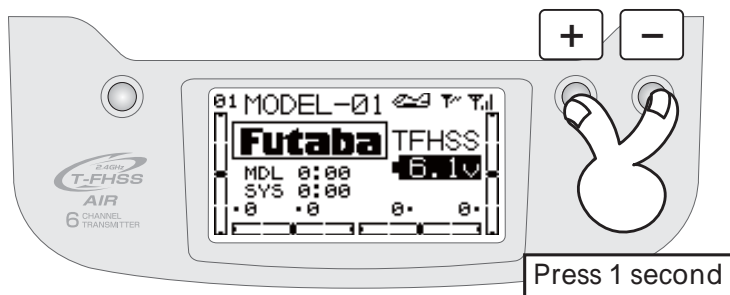 + −
01 MODEL-01
Futaba TFHSS
6.1v
MDL 0:00
SYS 0:00
·0 ·0 0· 0·
2.4GHz
T-FHSS
AIR
6 CHANNEL
TRANSMITTER
Press 1 second